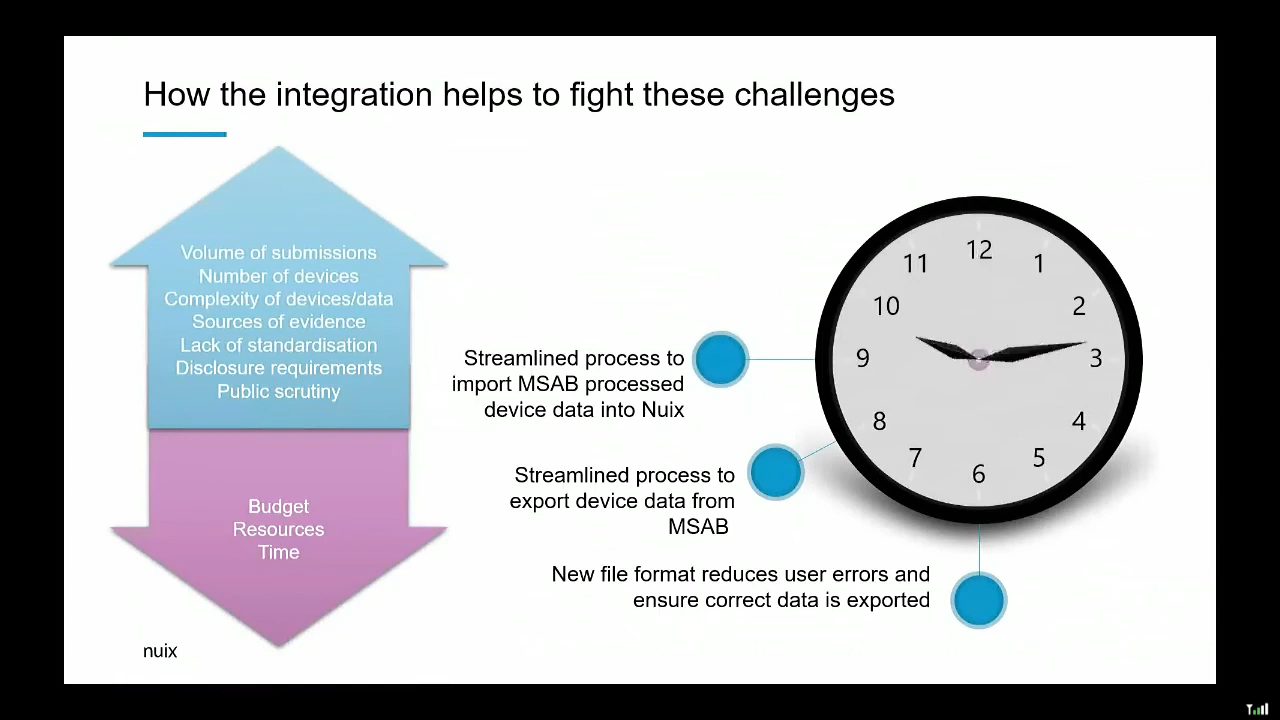 How the integration helps to fight these challenges
Volume of submissions
Number of devices
Complexity of devices/data
Sources of evidence
Lack of standardisation
Disclosure requirements
Public scrutiny
Budget
Resources
Time
Streamlined process to
import MSAB processed
device data into Nuix
Streamlined process to
export device data from
MSAB
New file format reduces user errors and
ensure correct data is exported
12
1
2
3
4
5
6
7
8
9
10
11
nuix